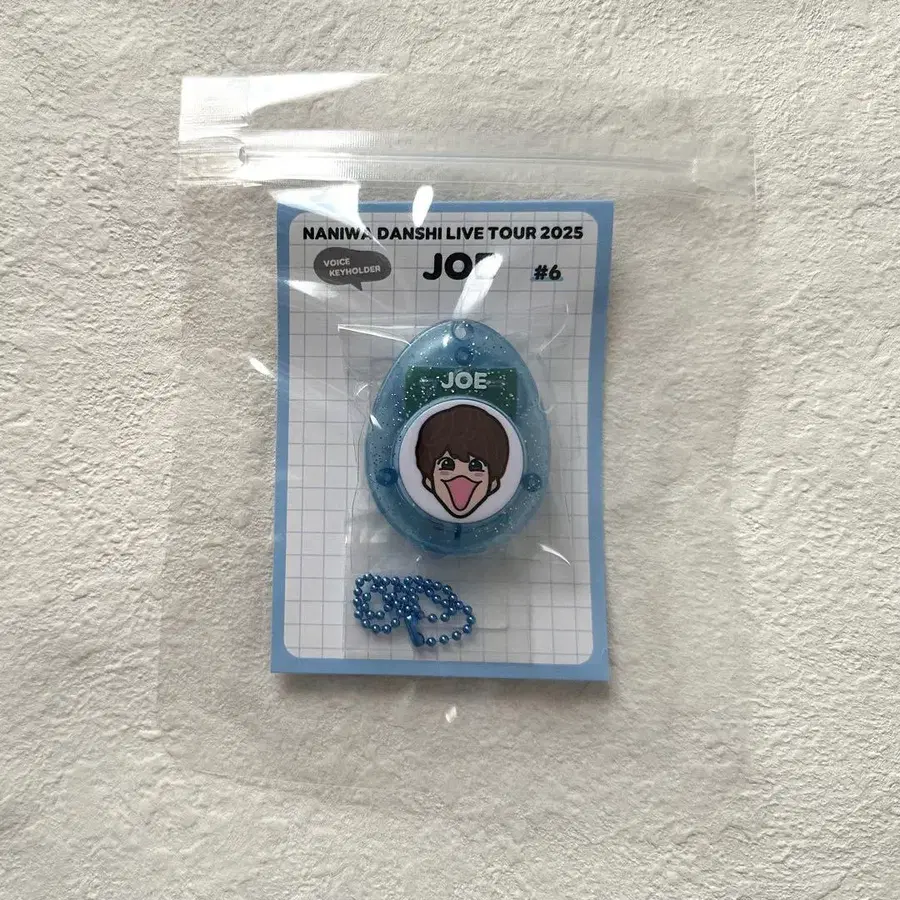 NANIWA DANSHI LIVE TOUR 2025
VOICE
KEYHOLDER
JOE
#6
JOE